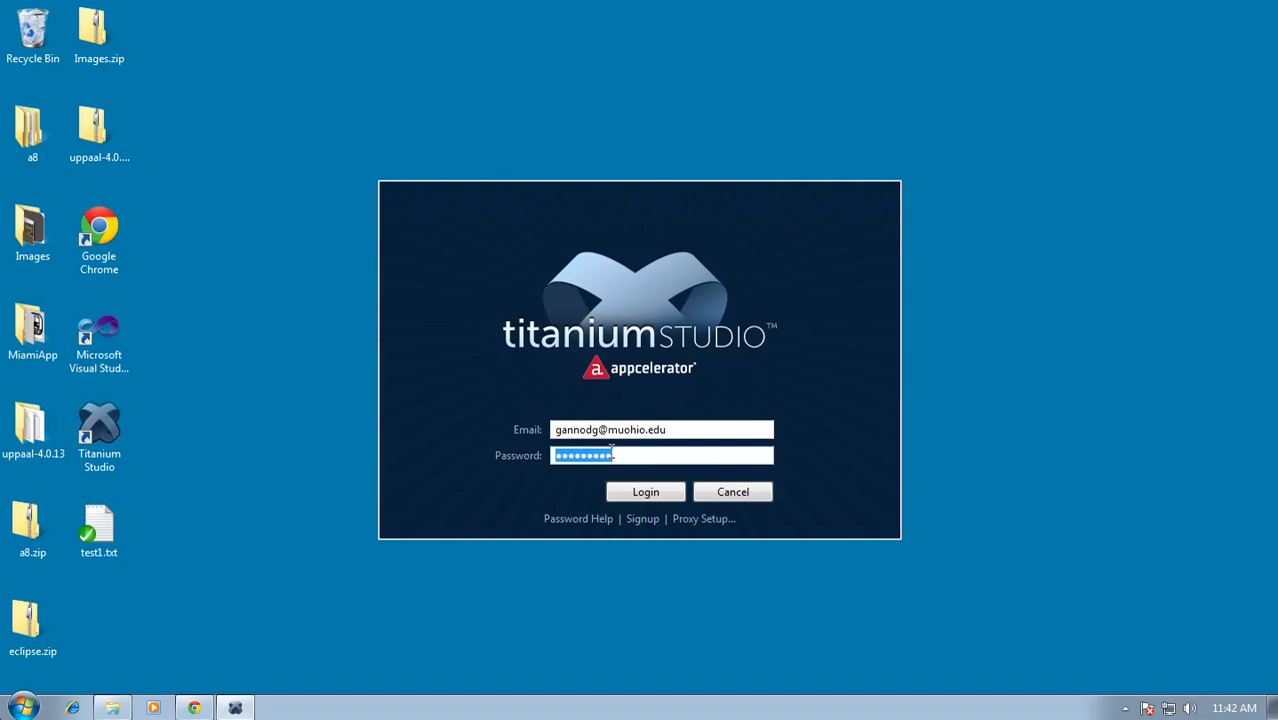 Recycle Bin
Images.zip
a8
uppaal-4.0....
Images
Google
Chrome
MiamiApp
Microsoft
Visual Stud...
uppaal-4.0.13
Titanium
Studio
a8.zip
test1.txt
eclipse.zip
titanium STUDIO™
a appcelerator®
Email: gannodg@muohio.edu
Password: •••••••••
Login Cancel
Password Help | Signup | Proxy Setup...
11:42 AM